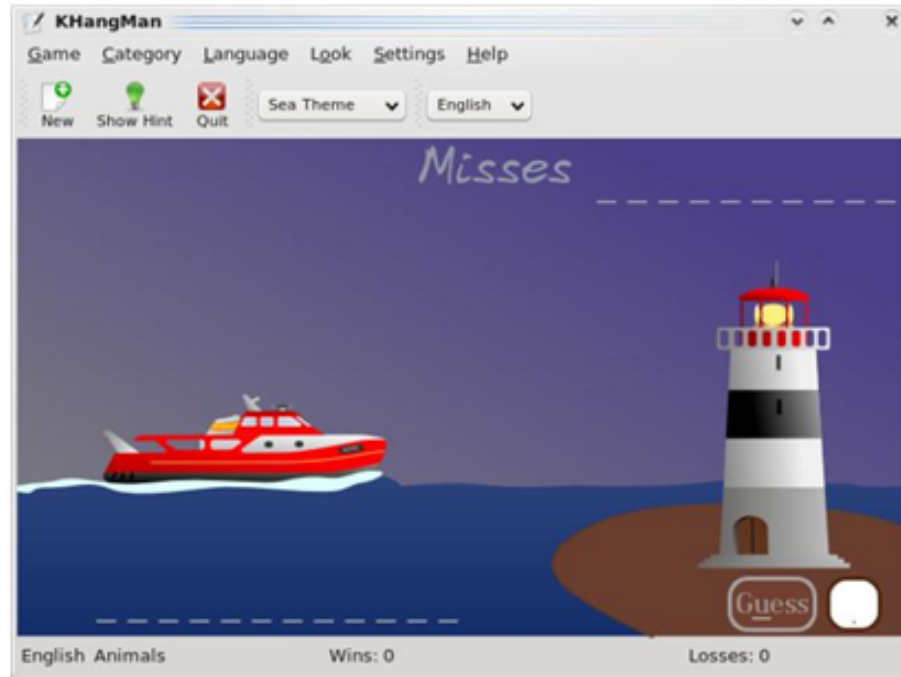 KHangMan
Game Category Language Look Settings Help
New Show Hint Quit Sea Theme English
Misses
Guess
English Animals Wins: 0 Losses: 0